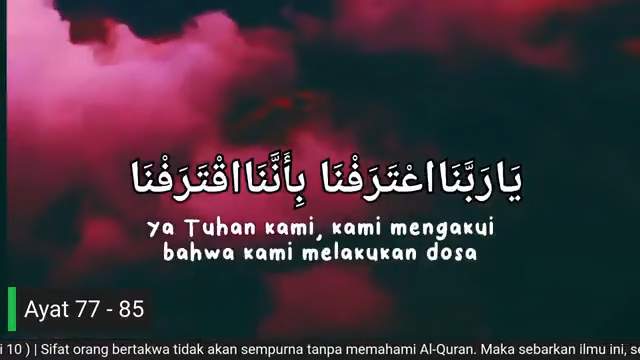 يَارَبَّنَااعْتَرَفْنَا بِأَنَّنَااقْتَرَفْنَا
ya Tuhan kami, kami mengakui
bahwa kami melakukan dosa
Ayat 77 - 85
i 10 ) | Sifat orang bertakwa tidak akan sempurna tanpa memahami Al-Quran. Maka sebarkan ilmu ini, s